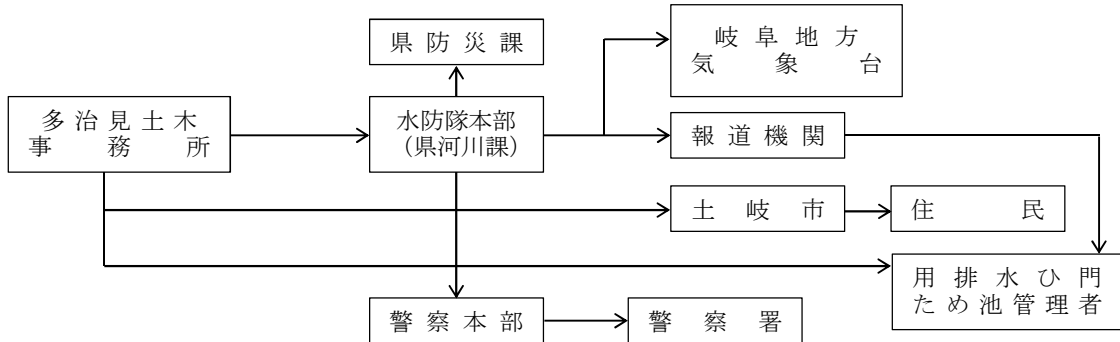 県防災課
岐阜地方
気象台
多治見土木
事務所
水防隊本部
（県河川課）
報道機関
土岐市
住民
用排水ひ門
ため池管理者
警察本部
警察署